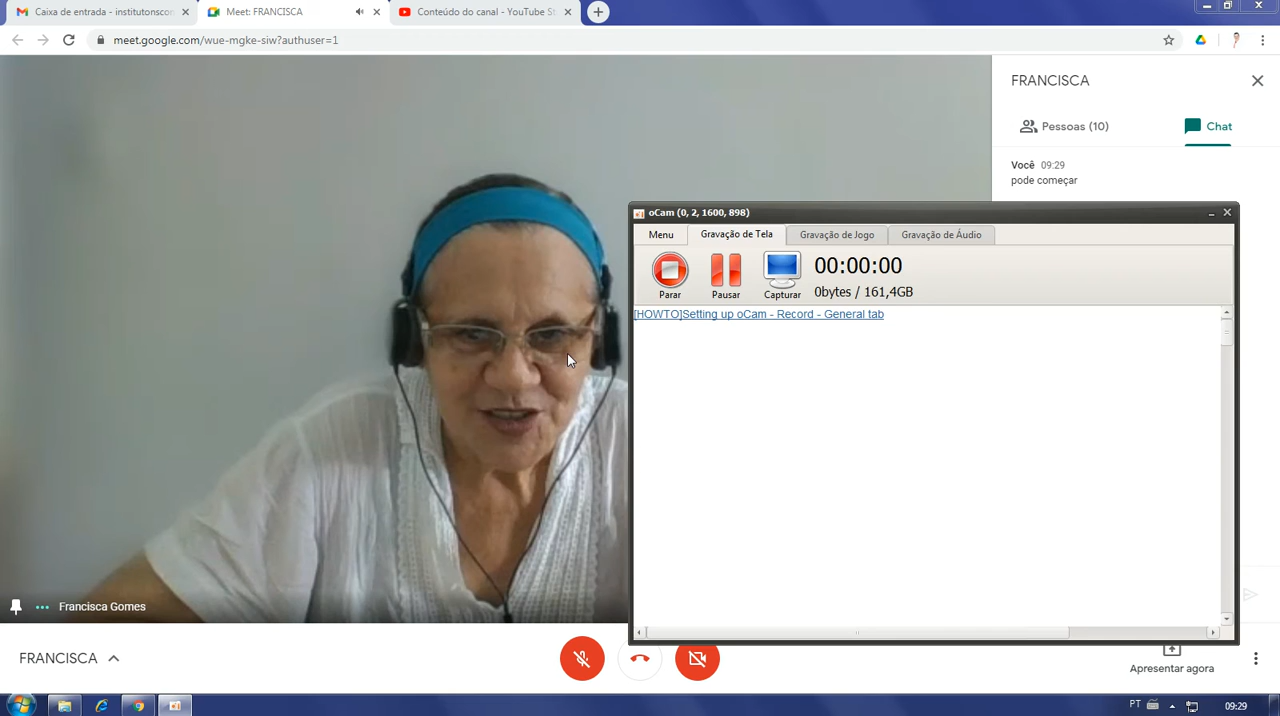 Caixa de entrada - institutonscon
Meet: FRANCISCA
Conteúdo do canal - YouTube St
meet.google.com/wue-mgke-siw?authuser=1
FRANCISCA
Pessoas (10)
Chat
Você 09:29
pode começar
oCam (0, 2, 1600, 898)
Menu
Gravação de Tela
Gravação de Jogo
Gravação de Áudio
Parar
Pausar
Capturar
00:00:00
0bytes / 161,4GB
[HOWTO]Setting up oCam - Record - General tab
Francisca Gomes
FRANCISCA
Apresentar agora
PT
09:29